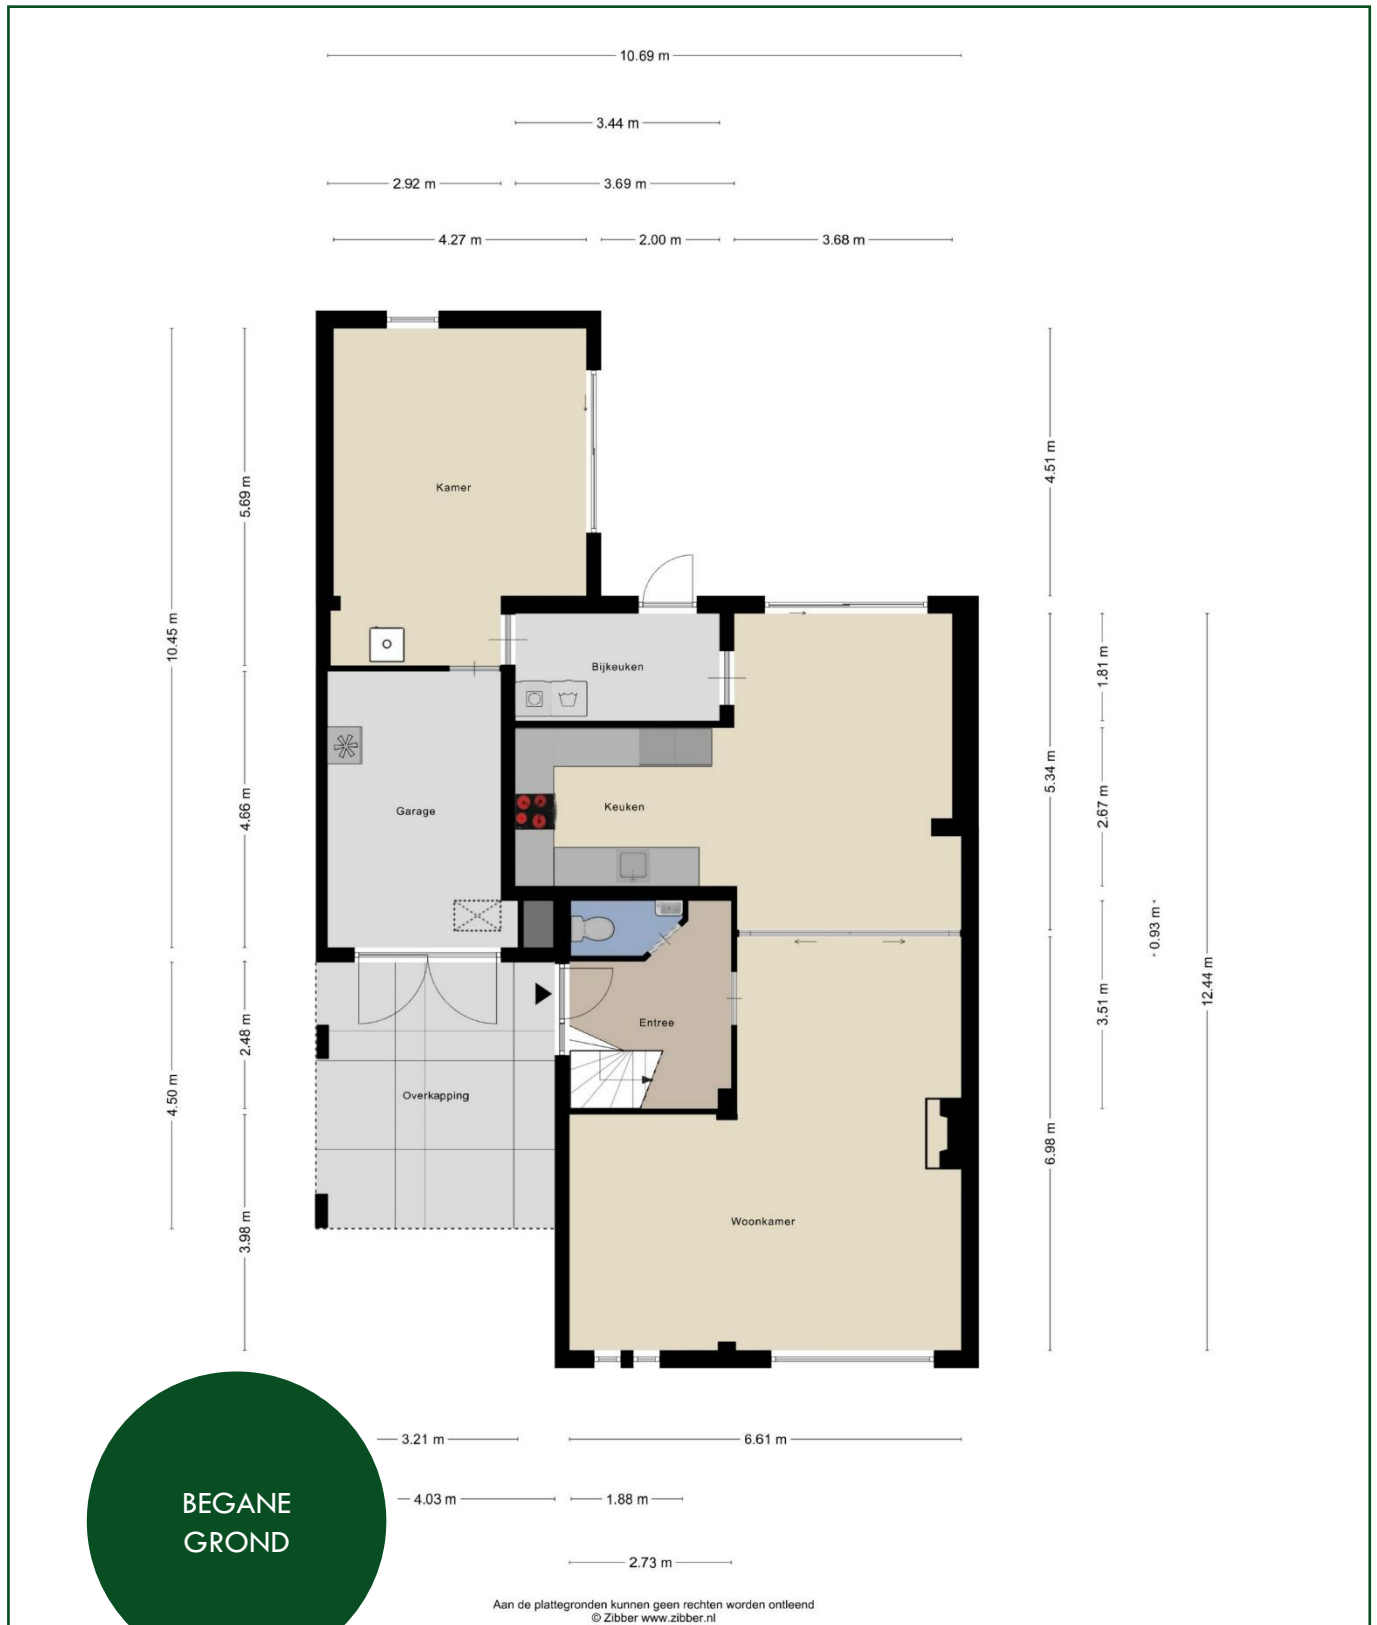 10.69 m
3.44 m
2.92 m
3.69 m
4.27 m
2.00 m
3.68 m
4.51 m
5.69 m
Kamer
10.45 m
1.81 m
Bijkeuken
5.34 m
4.66 m
2.67 m
Garage
Keuken
0.93 m
12.44 m
3.51 m
2.48 m
Entree
4.50 m
Overkapping
6.98 m
3.98 m
Woonkamer
3.21 m
6.61 m
4.03 m
1.88 m
2.73 m
BEGANE
GROND
Aan de plattegronden kunnen geen rechten worden ontleend
© Zibber www.zibber.nl